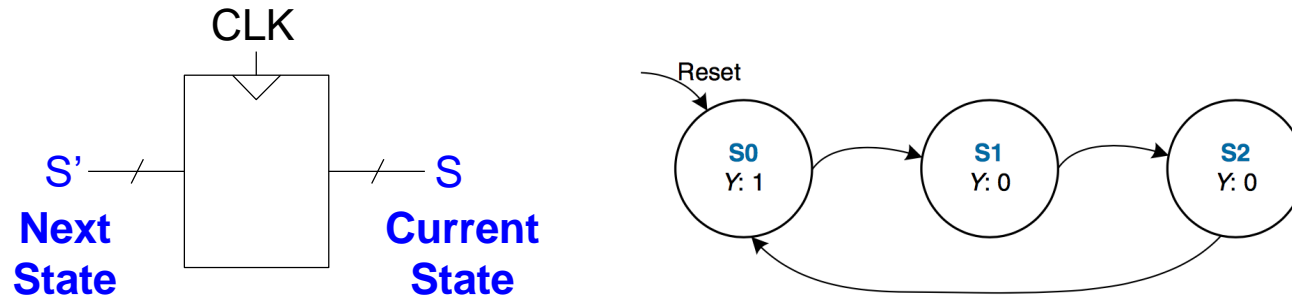 CLK
S’
S
Next
State
Current
State
Reset
S0
Y: 1
S1
Y: 0
S2
Y: 0